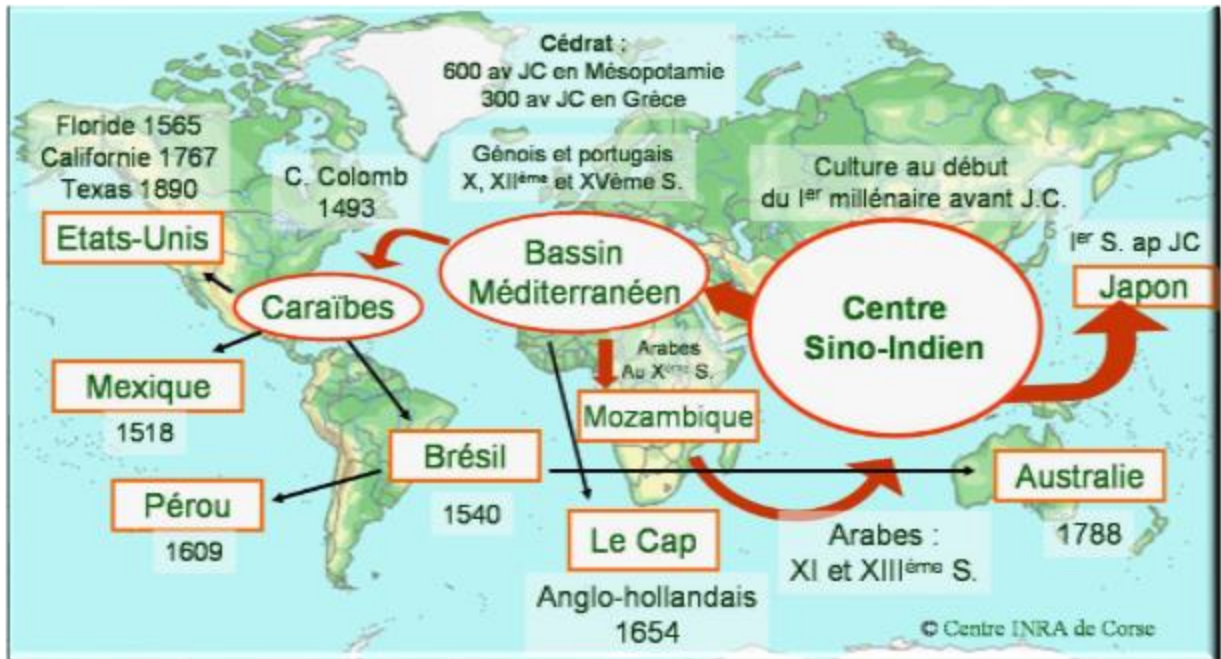 Cédrat :
600 av JC en Mésopotamie
300 av JC en Grèce
Floride 1565
Californie 1767
Texas 1890
Etats-Unis
C. Colomb
1493
Génois et portugais
X, XIIème et XVème S.
Culture au début
du Ier millénaire avant J.C.
Bassin
Méditerranéen
Caraïbes
Centre
Sino-Indien
Ier S. ap JC
Japon
Arabes
Au Xème S.
Mexique
1518
Mozambique
Brésil
1540
Australie
1788
Pérou
1609
Le Cap
Anglo-hollandais
1654
Arabes :
XI et XIIIème S.
© Centre INRA de Corse